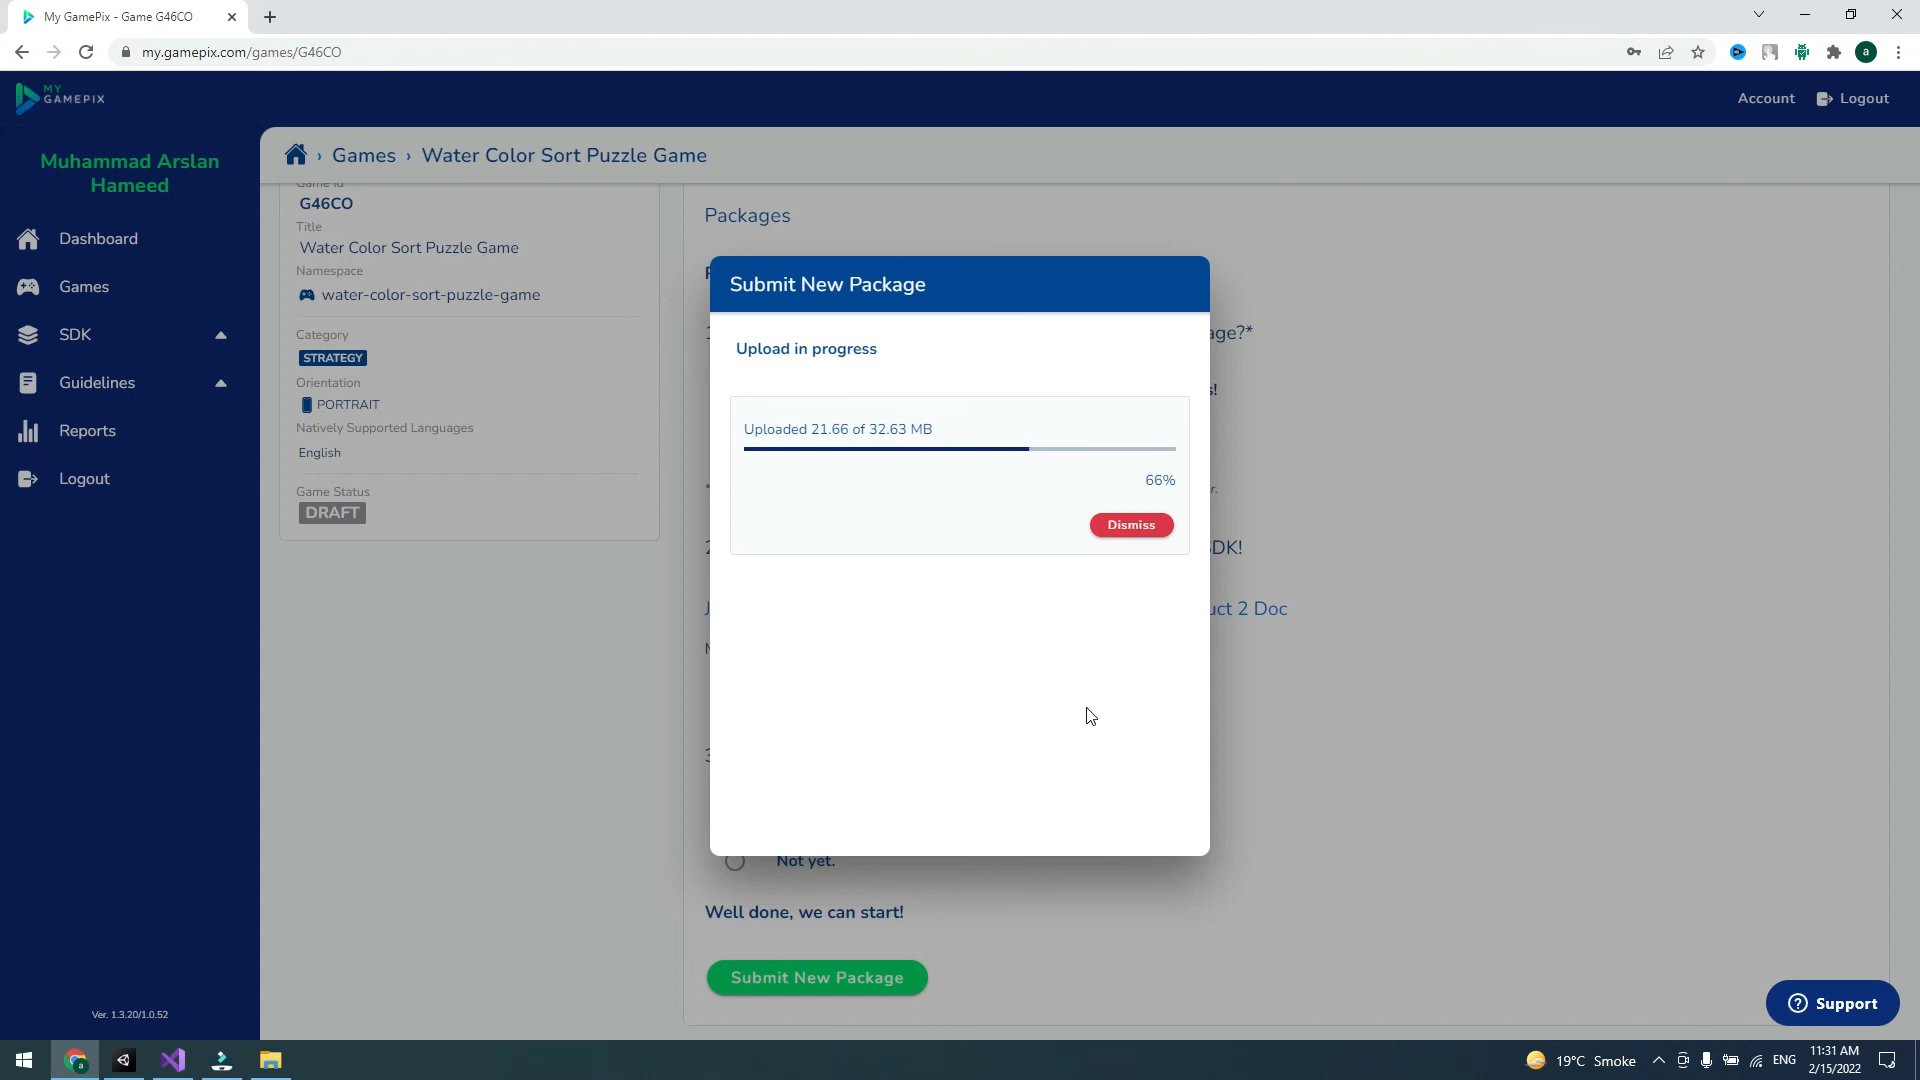 My GamePix - Game G46CO
my.gamepix.com/games/G46CO
a
MY
GAMEPIX
Account
Logout
Muhammad Arslan
Hameed
Dashboard
Games
SDK
Guidelines
Reports
Logout
Ver. 1.3.20/1.0.52
› Games › Water Color Sort Puzzle Game
Game Id
G46CO
Title
Water Color Sort Puzzle Game
Namespace
water-color-sort-puzzle-game
Category
STRATEGY
Orientation
PORTRAIT
Natively Supported Languages
English
Game Status
DRAFT
Packages
age?*
s!
r.
SDK!
uct 2 Doc
Submit New Package
Upload in progress
Uploaded 21.66 of 32.63 MB
66%
Dismiss
Not yet.
Well done, we can start!
Submit New Package
Support
19°C Smoke
ENG
11:31 AM
2/15/2022